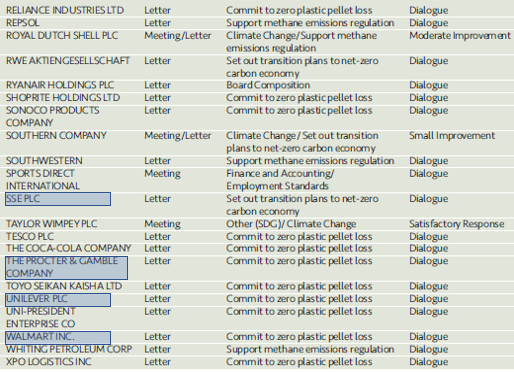 RELIANCE INDUSTRIES LTD Letter Commit to zero plastic pellet loss Dialogue
REPSOL Letter Support methane emissions regulation Dialogue
ROYAL DUTCH SHELL PLC Meeting/Letter Climate Change/Support methane Moderate Improvement
emissions regulation
RWE AKTIENGESELLSCHAFT Letter Set out transition plans to net-zero Dialogue
carbon economy
RYANAIR HOLDINGS PLC Letter Board Composition Dialogue
SHOPRITE HOLDINGS LTD Letter Commit to zero plastic pellet loss Dialogue
SONOCO PRODUCTS Letter Commit to zero plastic pellet loss Dialogue
COMPANY
SOUTHERN COMPANY Meeting/Letter Climate Change/ Set out transition Small Improvement
plans to net-zero carbon economy
SOUTHWESTERN Letter Support methane emissions regulation Dialogue
SPORTS DIRECT Meeting Finance and Accounting/ Dialogue
INTERNATIONAL Employment Standards
SSE PLC Letter Set out transition plans to net-zero Dialogue
carbon economy
TAYLOR WIMPEY PLC Meeting Other (SDG)/ Climate Change Satisfactory Response
TESCO PLC Letter Commit to zero plastic pellet loss Dialogue
THE COCA-COLA COMPANY Letter Commit to zero plastic pellet loss Dialogue
THE PROCTER & GAMBLE Letter Commit to zero plastic pellet loss Dialogue
COMPANY
TOYO SEIKAN KAISHA LTD Letter Commit to zero plastic pellet loss Dialogue
UNILEVER PLC Letter Commit to zero plastic pellet loss Dialogue
UNI-PRESIDENT Letter Commit to zero plastic pellet loss Dialogue
ENTERPRISE CO
WALMART INC. Letter Commit to zero plastic pellet loss Dialogue
WHITING PETROLEUM CORP Letter Support methane emissions regulation Dialogue
XPO LOGISTICS INC Letter Commit to zero plastic pellet loss Dialogue